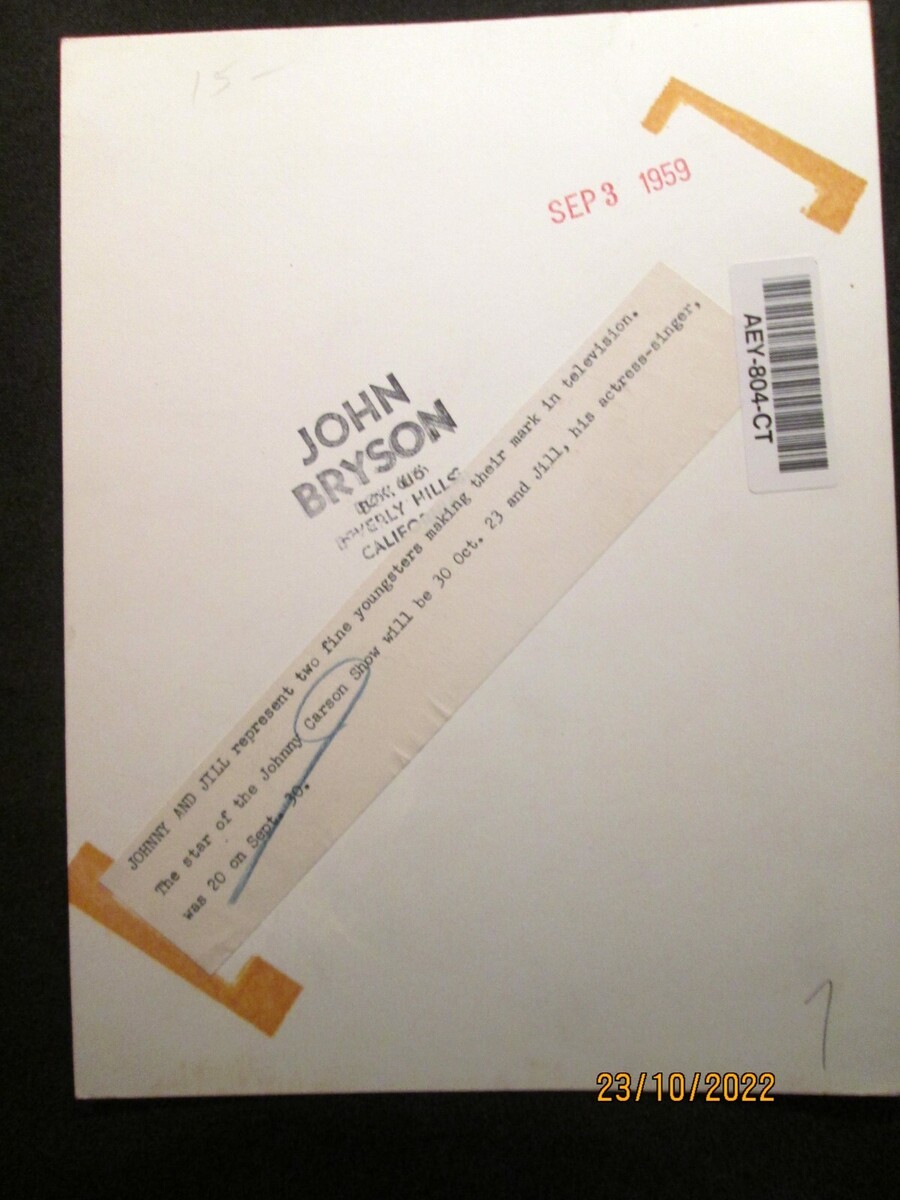 15-
SEP 3 1959
AEY-804-CT
JOHN
BRYSON
BOX 616
BEVERLY HILLS
JOHNNY AND JILL represent two fine youngsters making their mark in television.
The star of the Johnny Carson Show will be 30 Oct. 23 and Jill, his actress-singer,
was 20 on Sept. 30.
23/10/2022